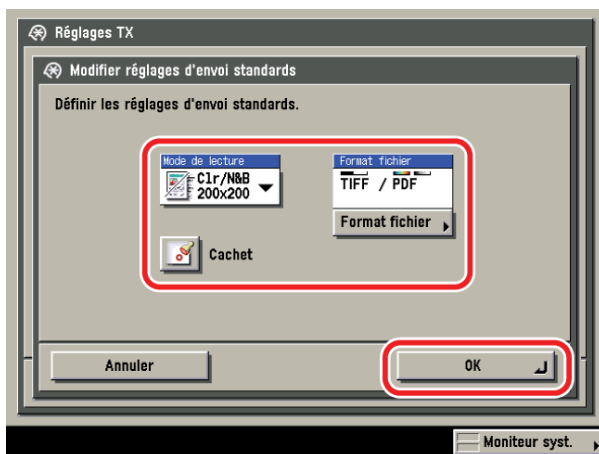 Réglages TX
Modifier réglages d'envoi standards
Définir les réglages d'envoi standards.
Mode de lecture
Clr/N&B
200x200
Format fichier
TIFF / PDF
Format fichier
Cachet
Annuler
OK
Moniteur syst.